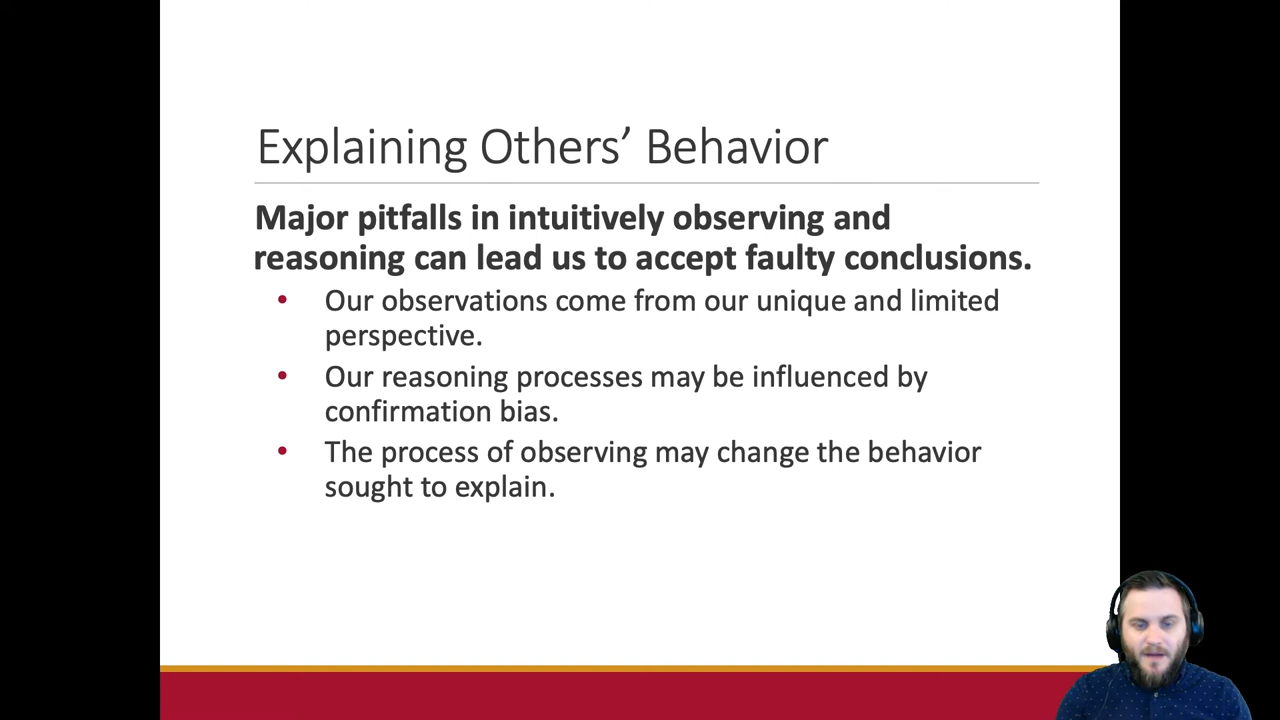 Explaining Others’ Behavior
Major pitfalls in intuitively observing and
reasoning can lead us to accept faulty conclusions.
• Our observations come from our unique and limited
perspective.
• Our reasoning processes may be influenced by
confirmation bias.
• The process of observing may change the behavior
sought to explain.